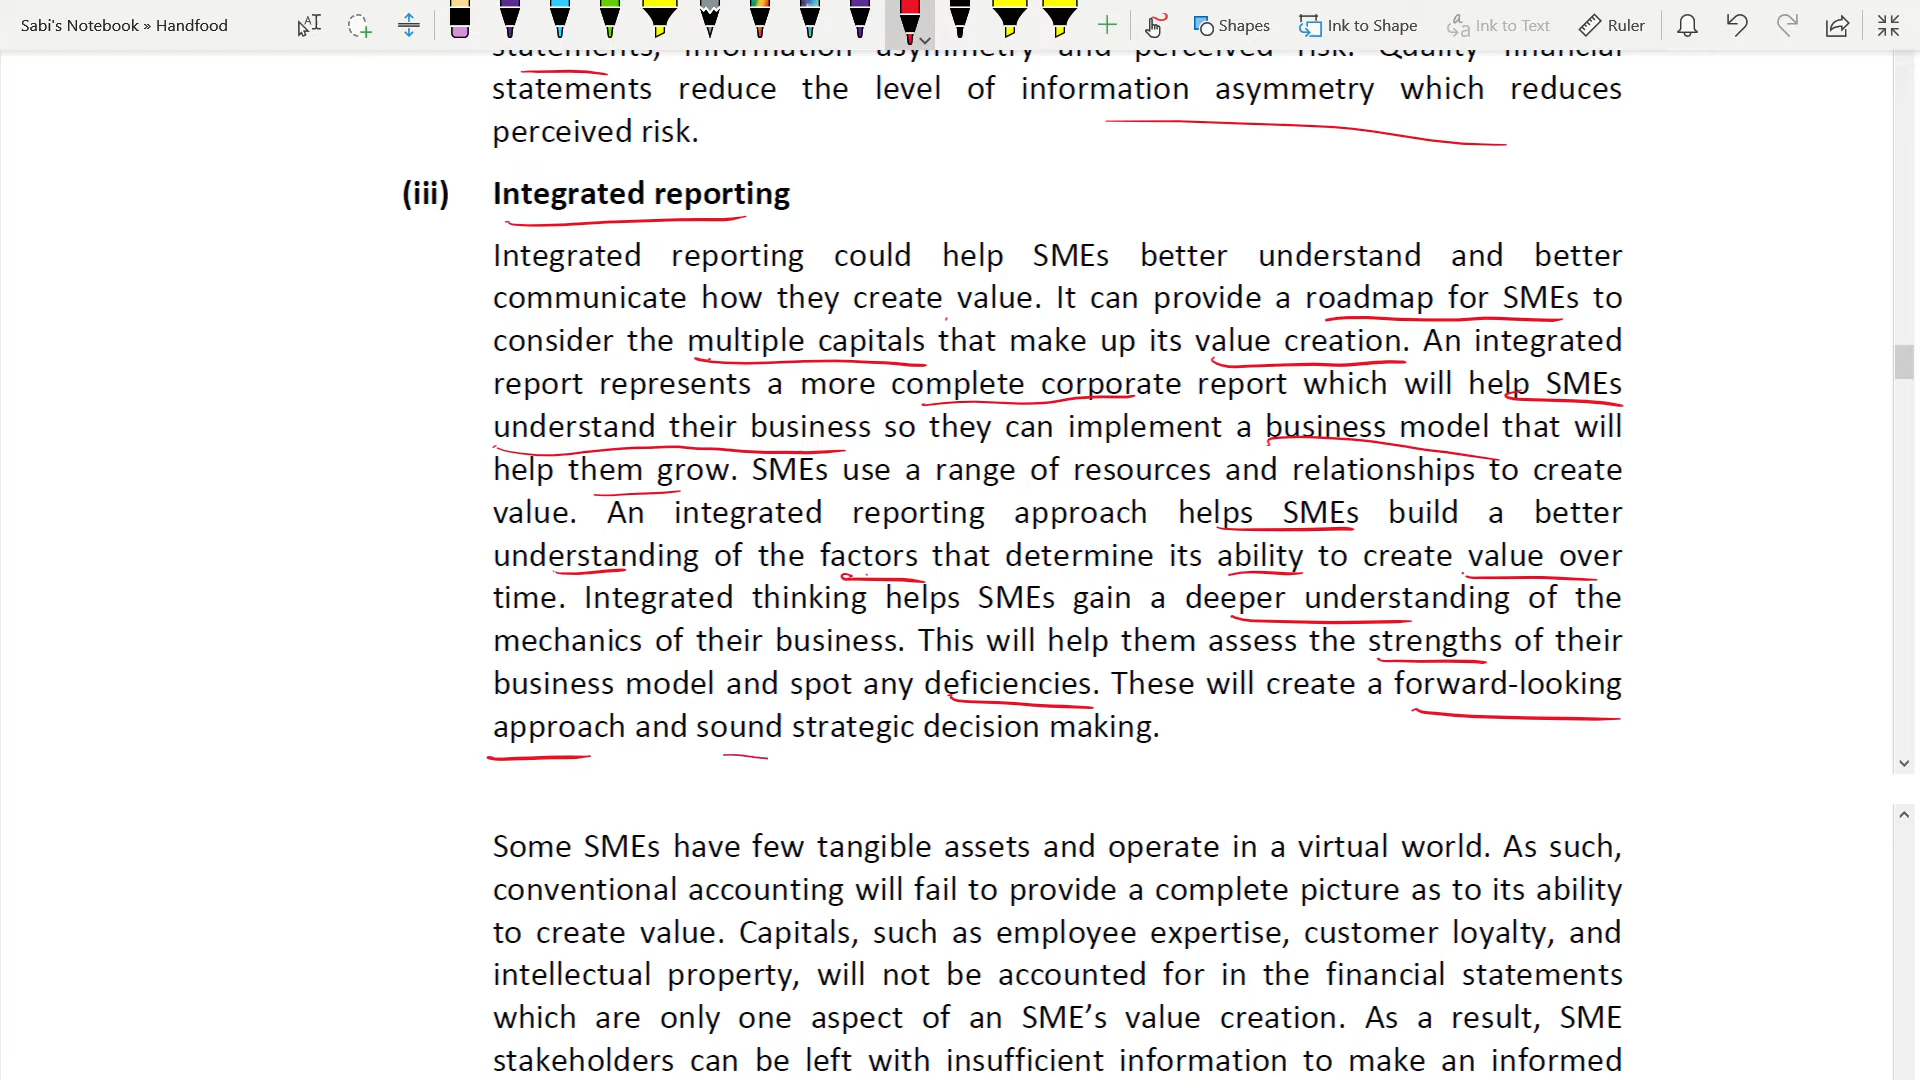 Sabi's Notebook » Handfood
Shapes
Ink to Shape
Ink to Text
Ruler
statements, information asymmetry and perceived risk. Quality financial
statements reduce the level of information asymmetry which reduces
perceived risk.
(iii) Integrated reporting
Integrated reporting could help SMEs better understand and better
communicate how they create value. It can provide a roadmap for SMEs to
consider the multiple capitals that make up its value creation. An integrated
report represents a more complete corporate report which will help SMEs
understand their business so they can implement a business model that will
help them grow. SMEs use a range of resources and relationships to create
value. An integrated reporting approach helps SMEs build a better
understanding of the factors that determine its ability to create value over
time. Integrated thinking helps SMEs gain a deeper understanding of the
mechanics of their business. This will help them assess the strengths of their
business model and spot any deficiencies. These will create a forward-looking
approach and sound strategic decision making.
Some SMEs have few tangible assets and operate in a virtual world. As such,
conventional accounting will fail to provide a complete picture as to its ability
to create value. Capitals, such as employee expertise, customer loyalty, and
intellectual property, will not be accounted for in the financial statements
which are only one aspect of an SME’s value creation. As a result, SME
stakeholders can be left with insufficient information to make an informed